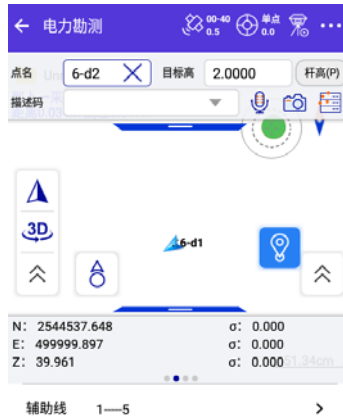 电力勘测 00-40 0.5 单点 0.0
点名 6-d2 目标高 2.0000 杆高(P)
描述码
3D
6-d1
N: 2544537.648 σ: 0.000
E: 499999.897 σ: 0.000
Z: 39.961 σ: 0.000 51.34cm
辅助线 1----5